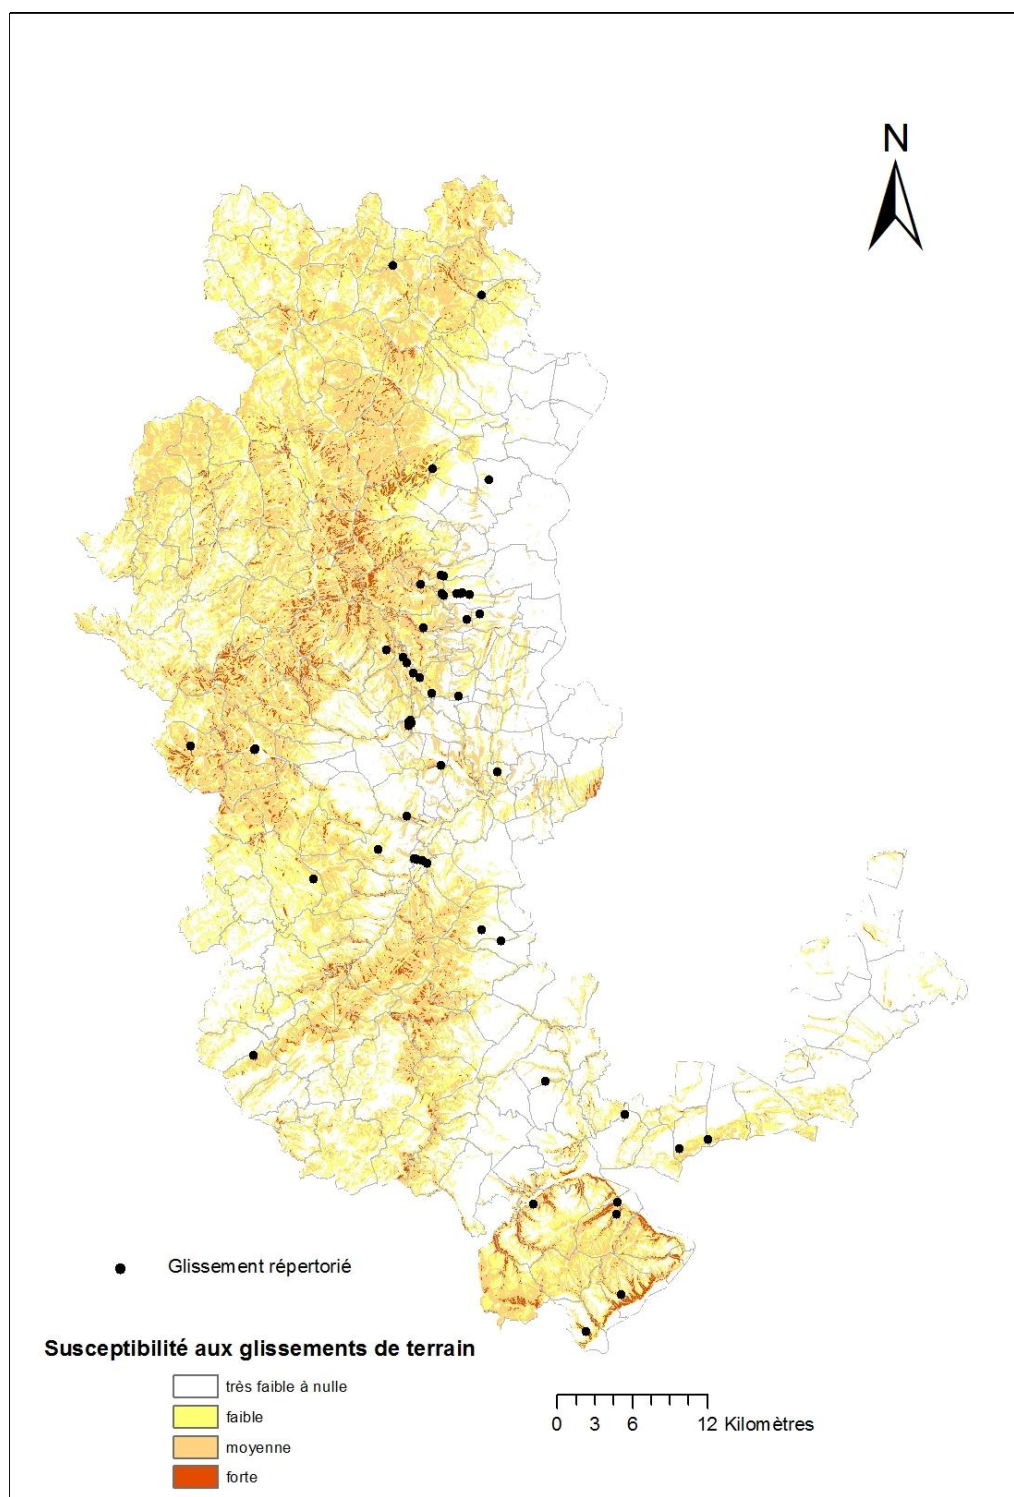 N
Glissement répertorié
Susceptibilité aux glissements de terrain
très faible à nulle
faible
moyenne
forte
0 3 6 12 Kilomètres